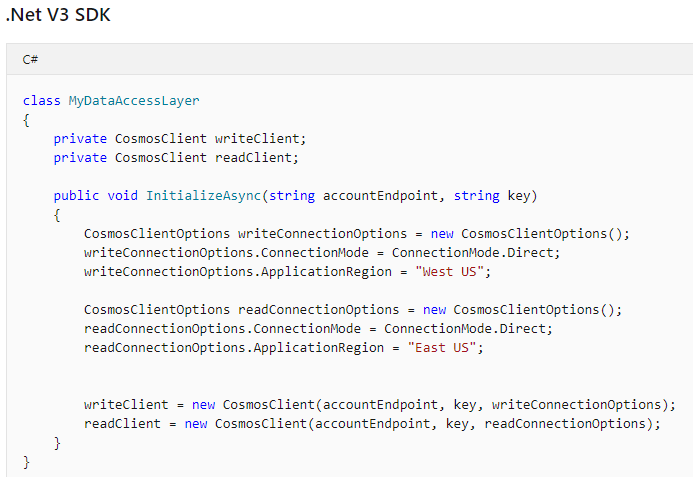 .Net V3 SDK
C#
class MyDataAccessLayer
{
    private CosmosClient writeClient;
    private CosmosClient readClient;
    public void InitializeAsync(string accountEndpoint, string key)
    {
        CosmosClientOptions writeConnectionOptions = new CosmosClientOptions();
        writeConnectionOptions.ConnectionMode = ConnectionMode.Direct;
        writeConnectionOptions.ApplicationRegion = "West US";
        CosmosClientOptions readConnectionOptions = new CosmosClientOptions();
        readConnectionOptions.ConnectionMode = ConnectionMode.Direct;
        readConnectionOptions.ApplicationRegion = "East US";
        writeClient = new CosmosClient(accountEndpoint, key, writeConnectionOptions);
        readClient = new CosmosClient(accountEndpoint, key, readConnectionOptions);
    }
}